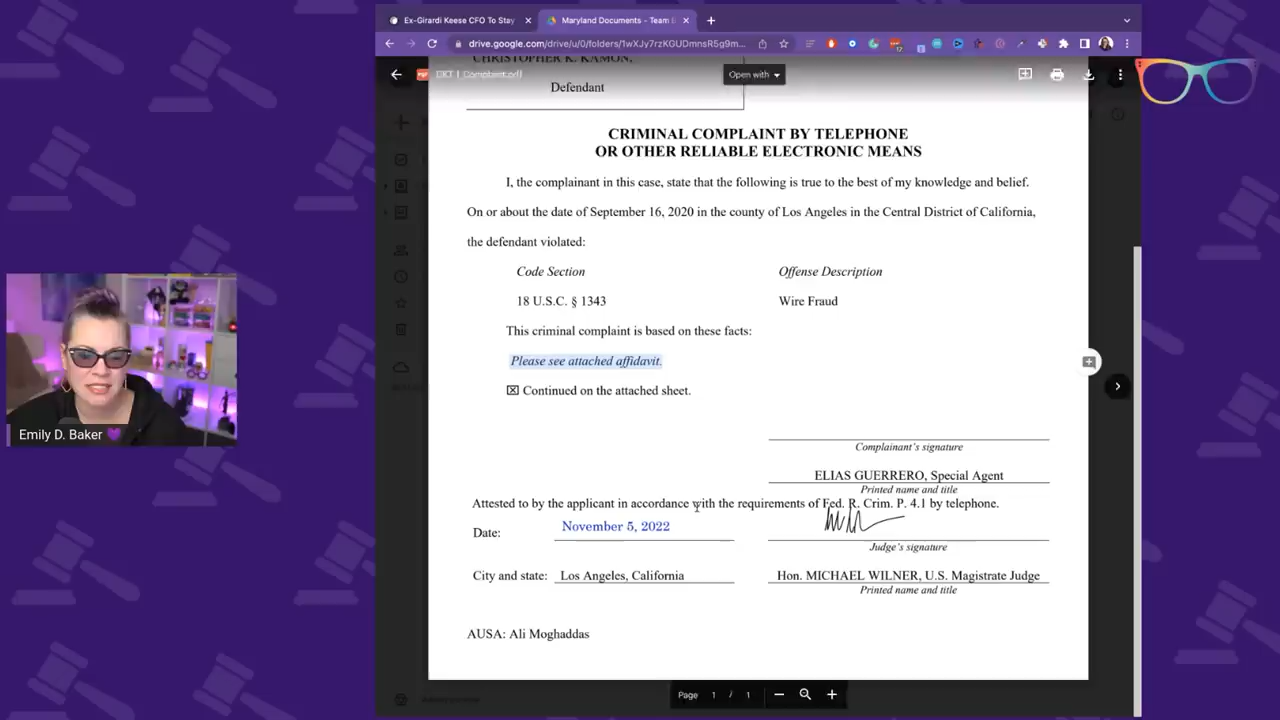 Ex-Girardi Keese CFO To Stay
Maryland Documents - Team B
drive.google.com/drive/u/0/folders/1wXJy7rzKGUDmnsR5g9m...
CHRISTOPHER K. KAMON,
Complaint.pdf
Open with
Defendant
CRIMINAL COMPLAINT BY TELEPHONE
OR OTHER RELIABLE ELECTRONIC MEANS
I, the complainant in this case, state that the following is true to the best of my knowledge and belief.
On or about the date of September 16, 2020 in the county of Los Angeles in the Central District of California,
the defendant violated:
Code Section Offense Description
18 U.S.C. § 1343 Wire Fraud
This criminal complaint is based on these facts:
Please see attached affidavit.
☒ Continued on the attached sheet.
Complainant's signature
ELIAS GUERRERO, Special Agent
Printed name and title
Attested to by the applicant in accordance with the requirements of Fed. R. Crim. P. 4.1 by telephone.
Date: November 5, 2022
Judge's signature
City and state: Los Angeles, California Hon. MICHAEL WILNER, U.S. Magistrate Judge
Printed name and title
AUSA: Ali Moghaddas
Page 1 / 1
Emily D. Baker 💜